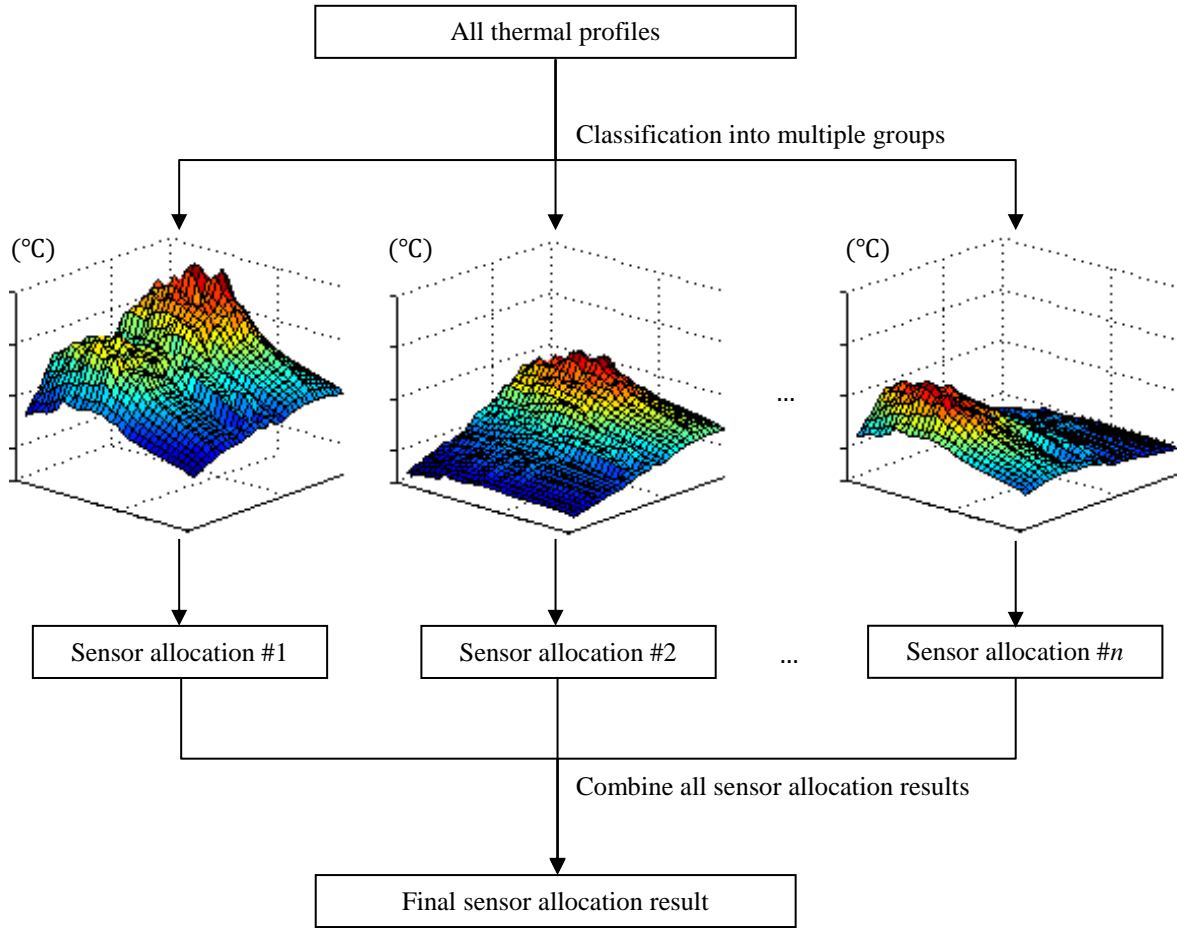 All thermal profiles
Classification into multiple groups
(℃)
(℃)
(℃)
...
Sensor allocation #1
Sensor allocation #2
...
Sensor allocation #n
Combine all sensor allocation results
Final sensor allocation result